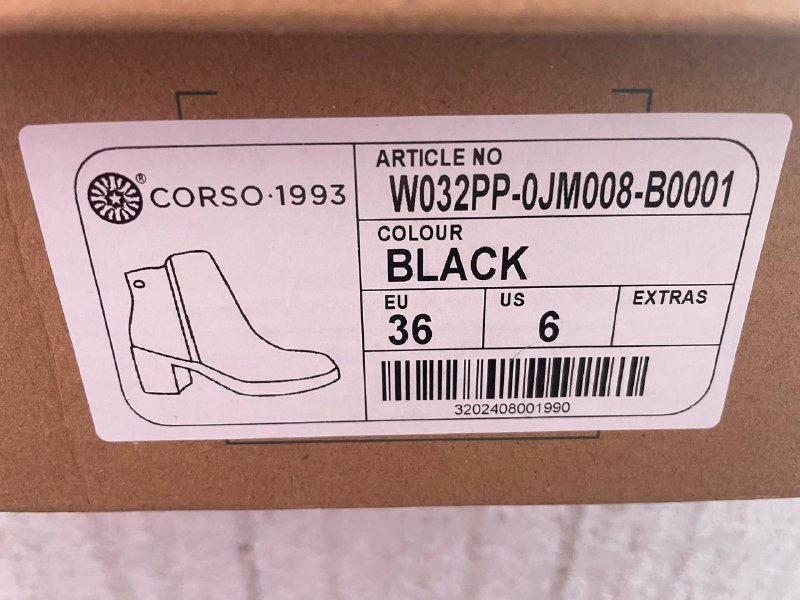 ® CORSO·1993
ARTICLE NO
W032PP-0JM008-B0001
COLOUR
BLACK
EU
36
US
6
EXTRAS
3202408001990